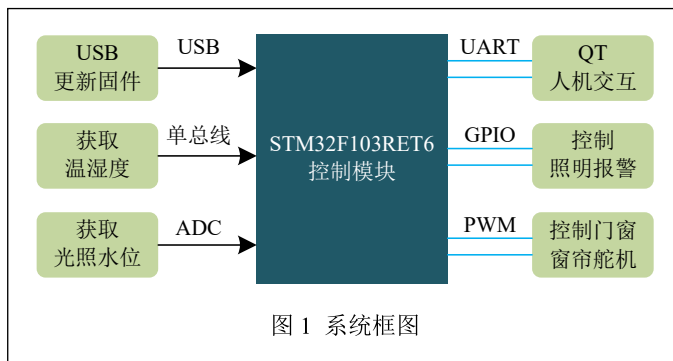 USB
更新固件
USB
获取
温湿度
单总线
获取
光照水位
ADC
STM32F103RET6
控制模块
UART
QT
人机交互
GPIO
控制
照明报警
PWM
控制门窗
窗帘舵机
图 1 系统框图